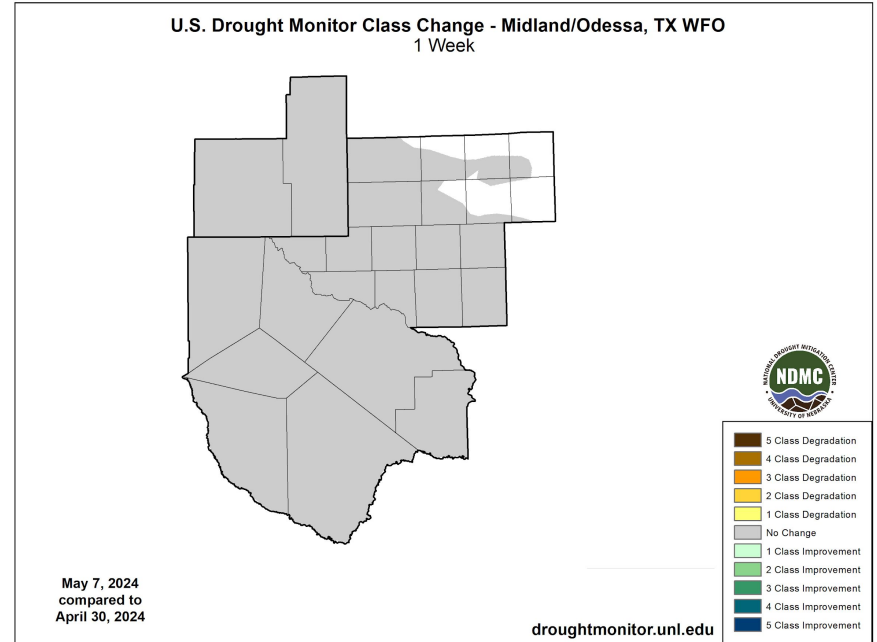 U.S. Drought Monitor Class Change - Midland/Odessa, TX WFO
1 Week
NATIONAL DROUGHT MITIGATION CENTER
NDMC
UNIVERSITY OF NEBRASKA
5 Class Degradation
4 Class Degradation
3 Class Degradation
2 Class Degradation
1 Class Degradation
No Change
1 Class Improvement
2 Class Improvement
3 Class Improvement
4 Class Improvement
5 Class Improvement
May 7, 2024
compared to
April 30, 2024
droughtmonitor.unl.edu